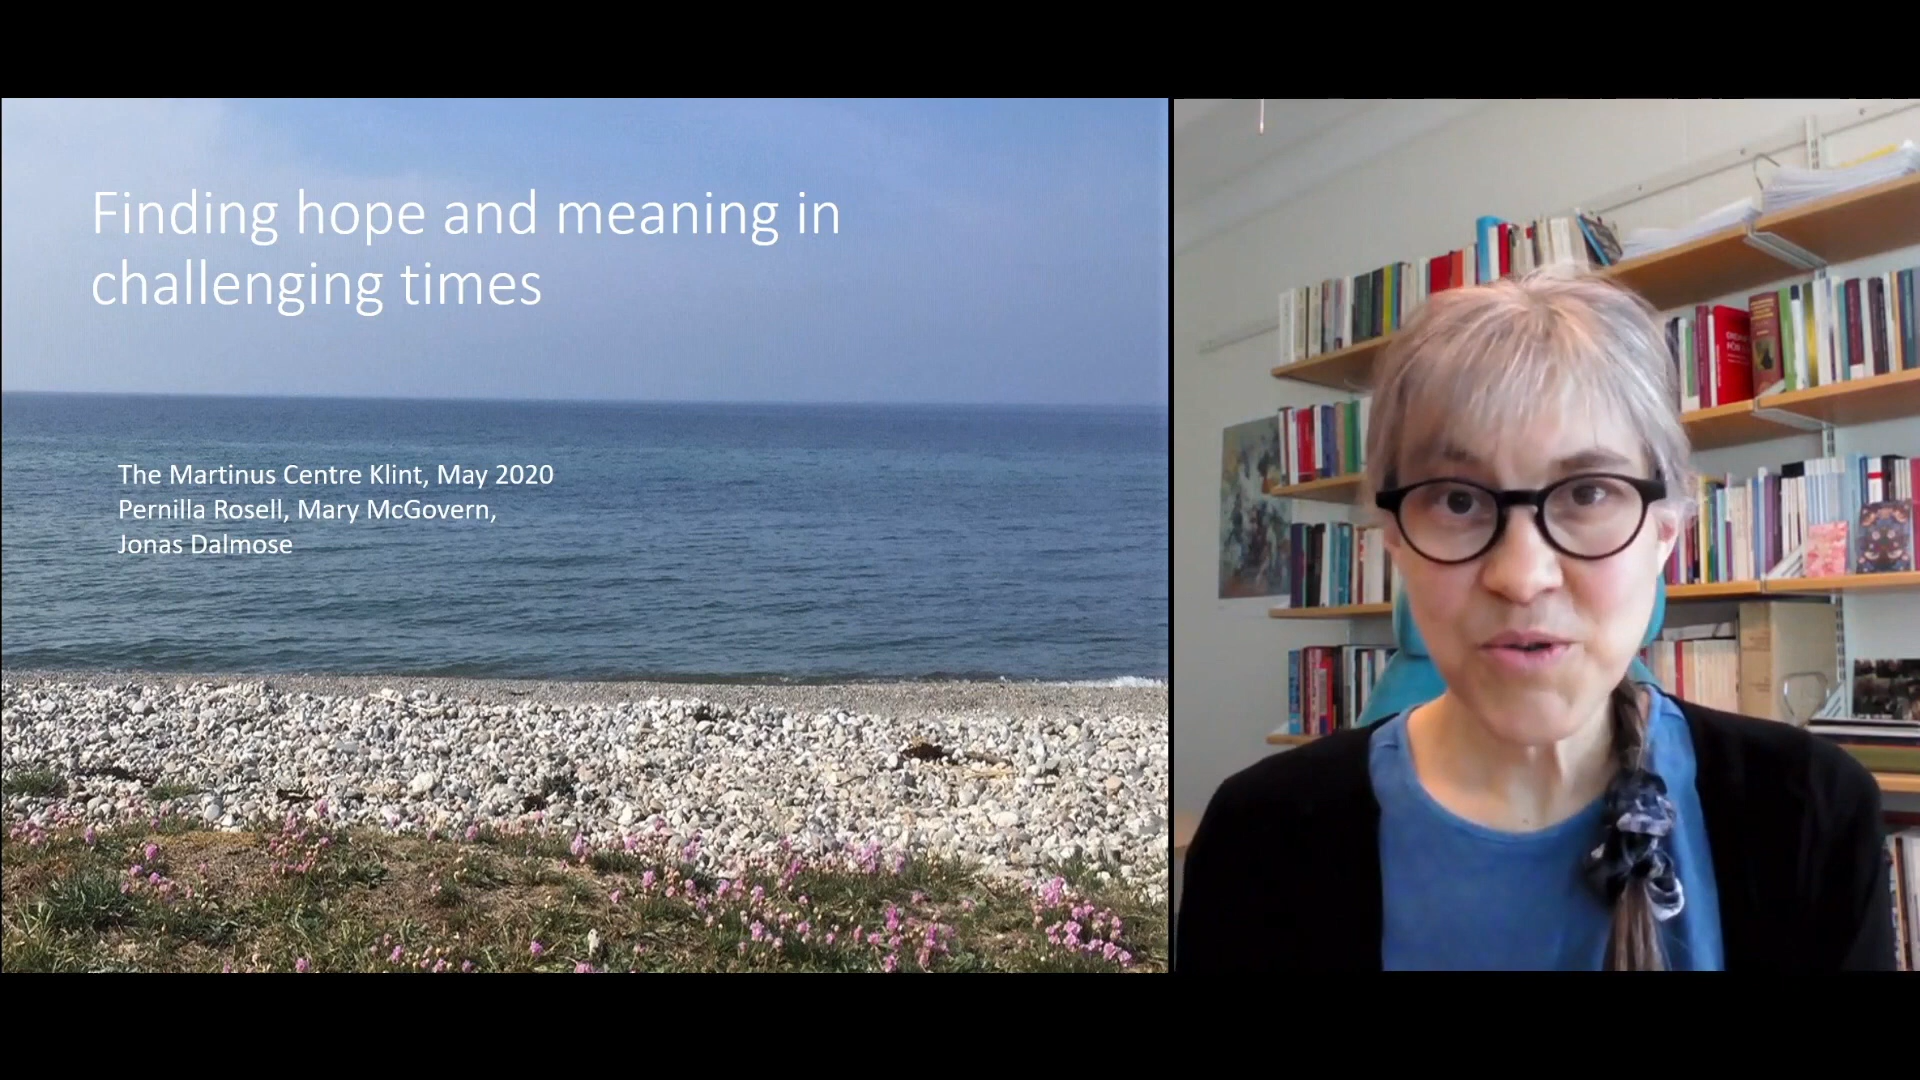 Finding hope and meaning in
challenging times
The Martinus Centre Klint, May 2020
Pernilla Rosell, Mary McGovern,
Jonas Dalmose